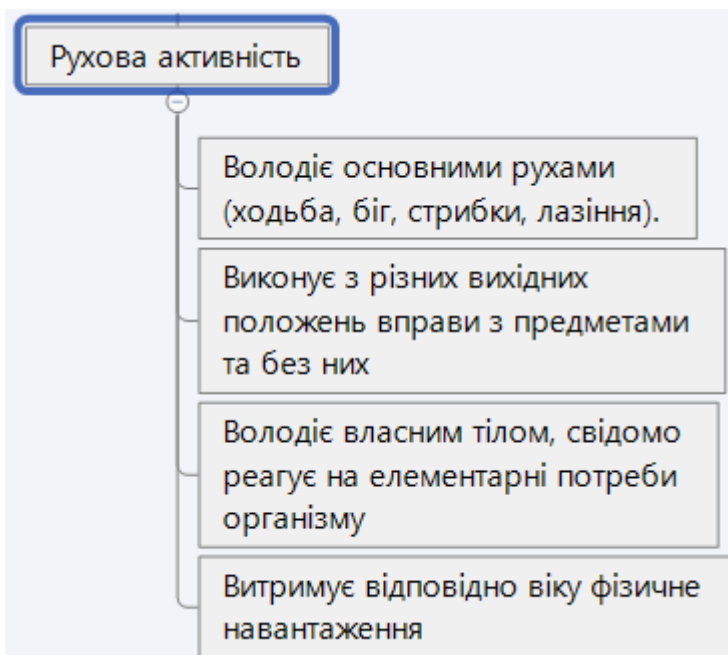 Рухова активність
Володіє основними рухами
(ходьба, біг, стрибки, лазіння).
Виконує з різних вихідних
положень вправи з предметами
та без них
Володіє власним тілом, свідомо
реагує на елементарні потреби
організму
Витримує відповідно віку фізичне
навантаження